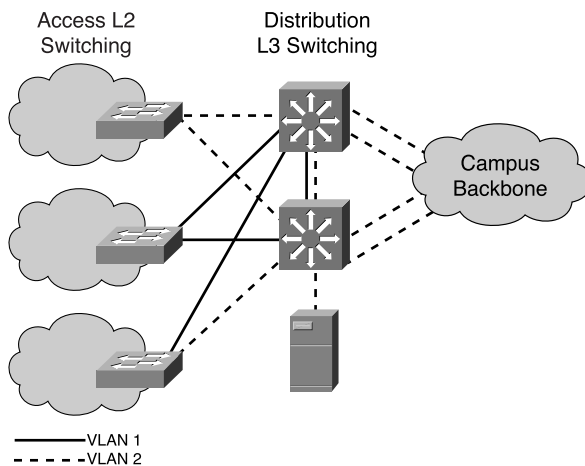 Access L2
Switching
Distribution
L3 Switching
Campus
Backbone
VLAN 1
VLAN 2